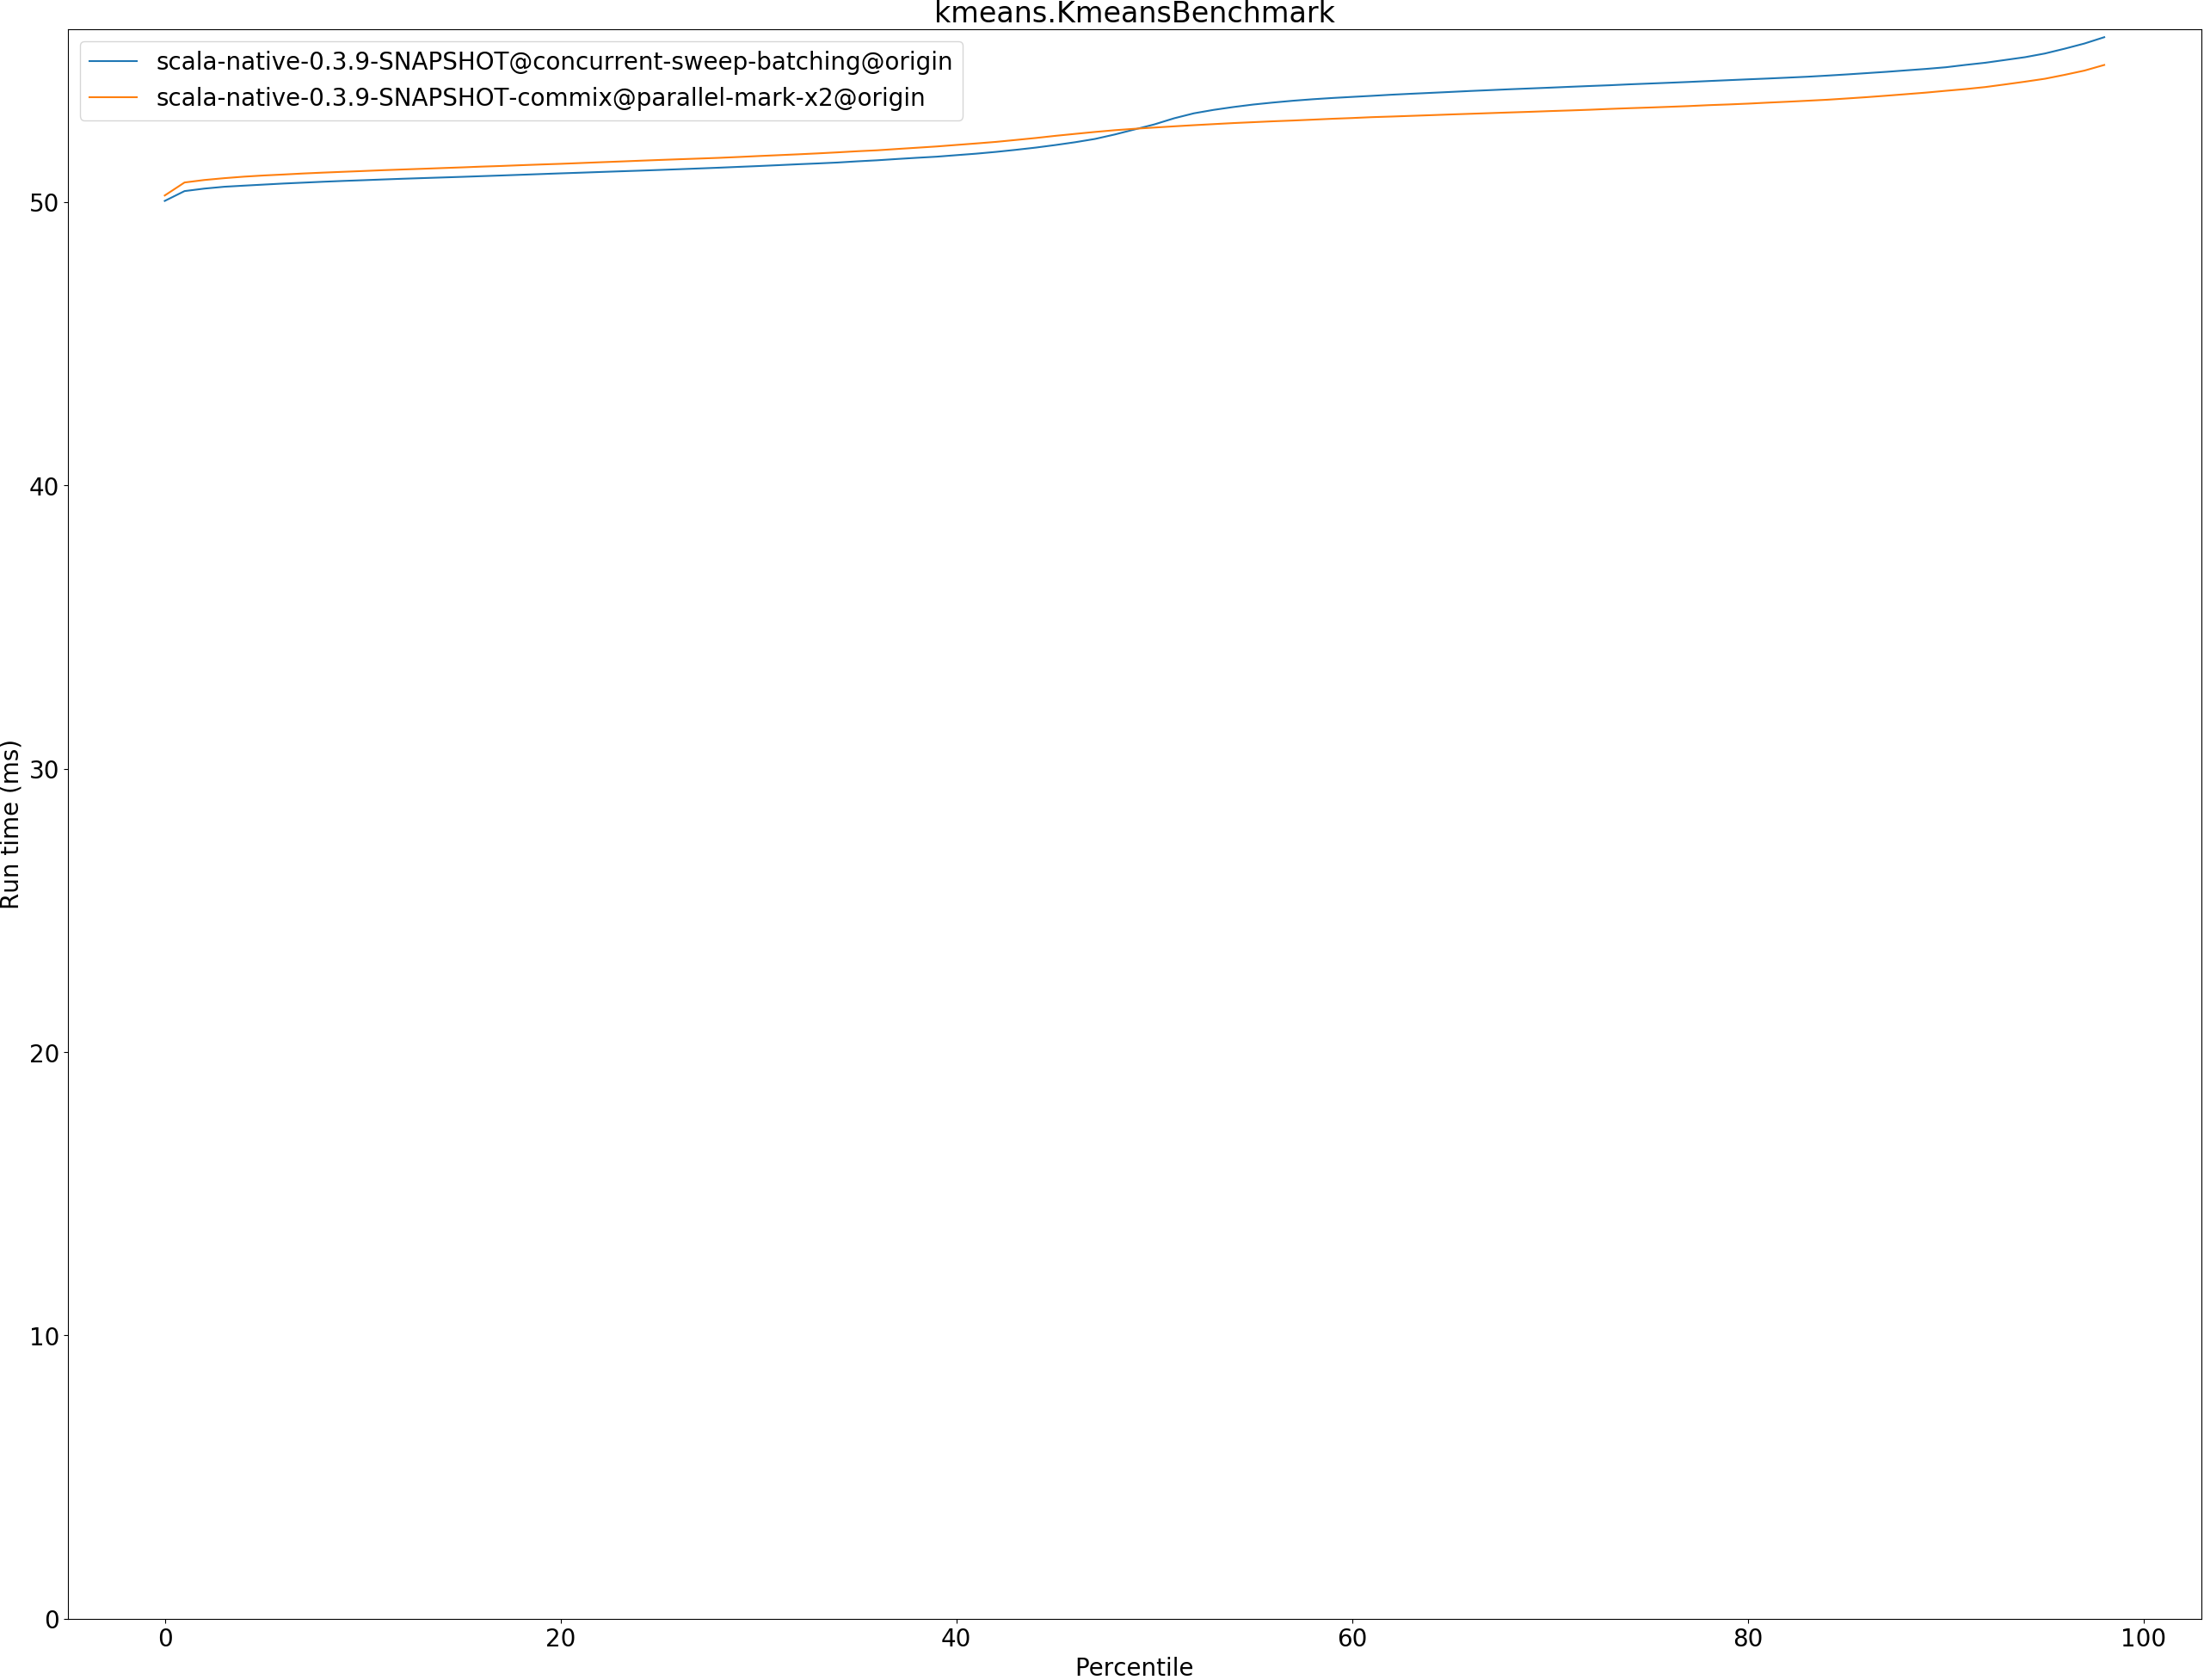 kmeans.KmeansBenchmark
scala-native-0.3.9-SNAPSHOT@concurrent-sweep-batching@origin
scala-native-0.3.9-SNAPSHOT-commix@parallel-mark-x2@origin
50
40
30
20
10
0
Run time (ms)
0 20 40 60 80 100
Percentile